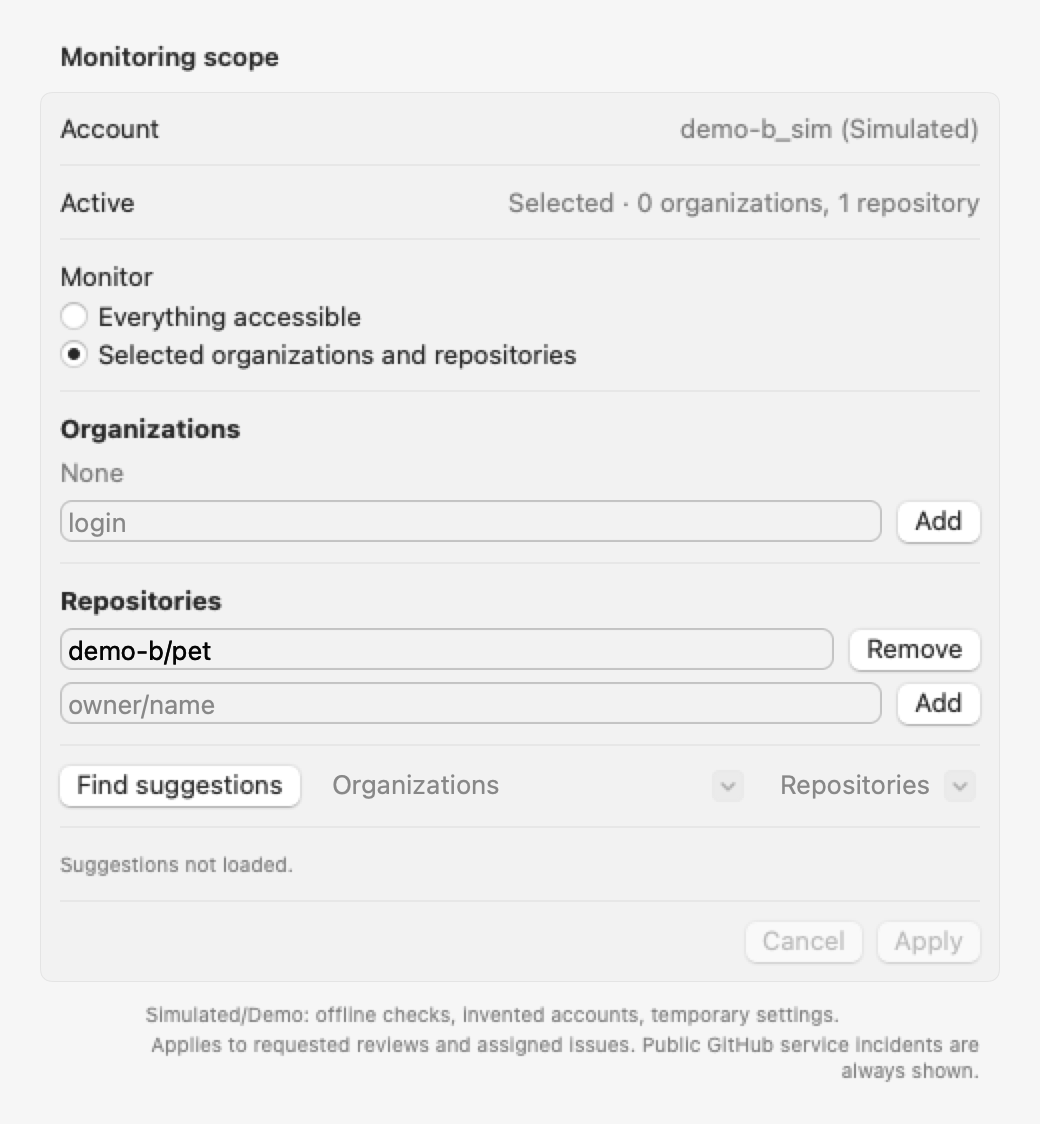 Monitoring scope
Account demo-b_sim (Simulated)
Active Selected · 0 organizations, 1 repository
Monitor
Everything accessible
Selected organizations and repositories
Organizations
None
login Add
Repositories
demo-b/pet Remove
owner/name Add
Find suggestions Organizations Repositories
Suggestions not loaded.
Cancel Apply
Simulated/Demo: offline checks, invented accounts, temporary settings.
Applies to requested reviews and assigned issues. Public GitHub service incidents are
always shown.